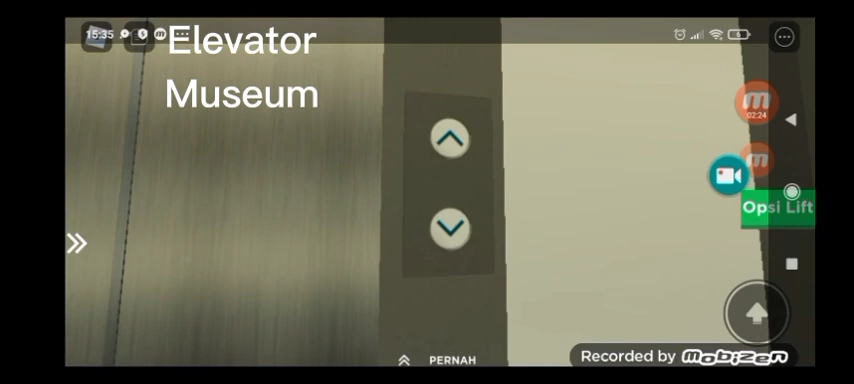 15:35
Elevator
Museum
m
02:24
m
Opsi Lift
PERNAH
Recorded by mobizen